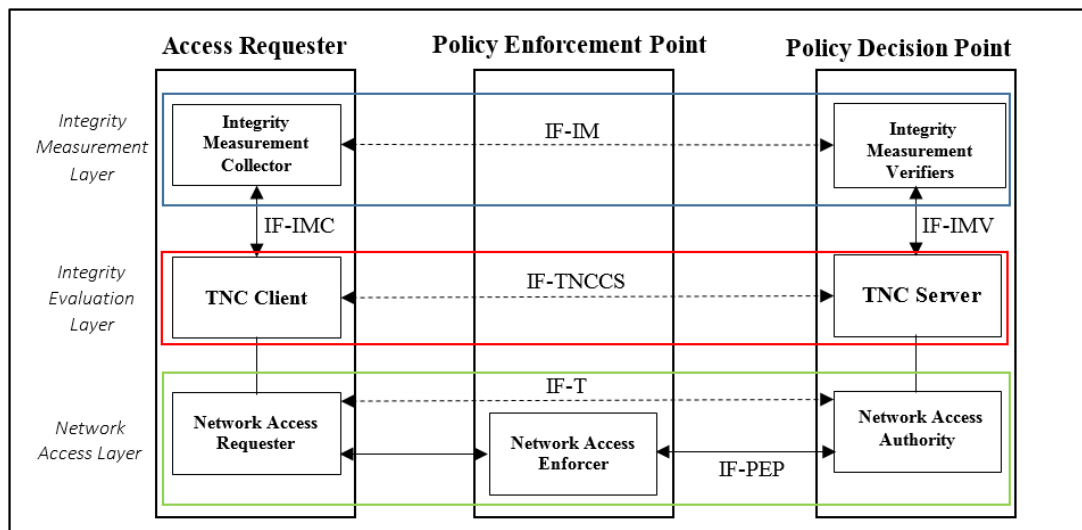 Access Requester
Policy Enforcement Point
Policy Decision Point
Integrity
Measurement
Layer
Integrity
Measurement
Collector
IF-IM
Integrity
Measurement
Verifiers
IF-IMC
IF-IMV
Integrity
Evaluation
Layer
TNC Client
IF-TNCCS
TNC Server
IF-T
Network
Access Layer
Network Access
Requester
Network Access
Enforcer
Network Access
Authority
IF-PEP